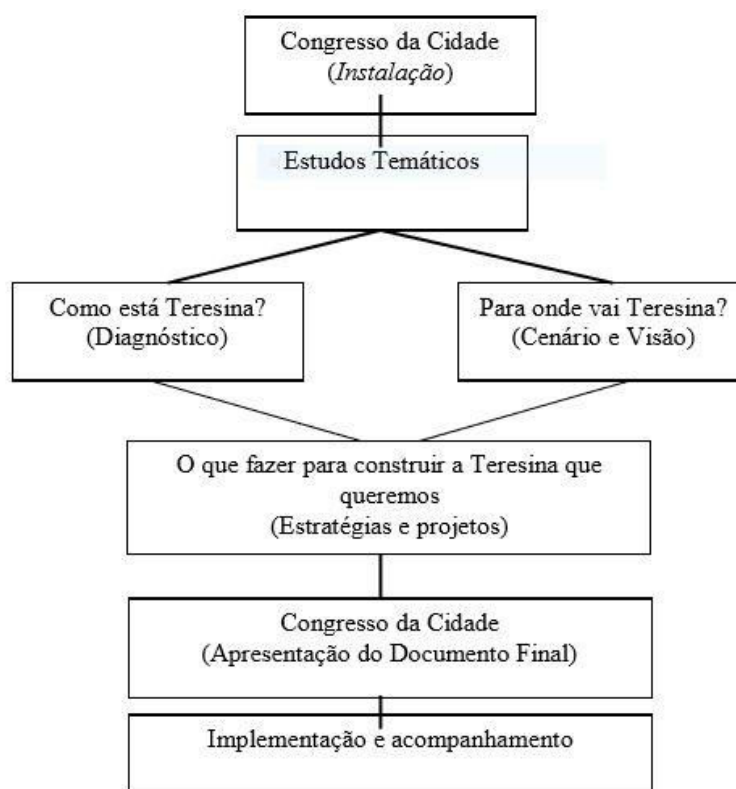 Congresso da Cidade
(Instalação)
Estudos Temáticos
Como está Teresina?
(Diagnóstico)
Para onde vai Teresina?
(Cenário e Visão)
O que fazer para construir a Teresina que
queremos
(Estratégias e projetos)
Congresso da Cidade
(Apresentação do Documento Final)
Implementação e acompanhamento